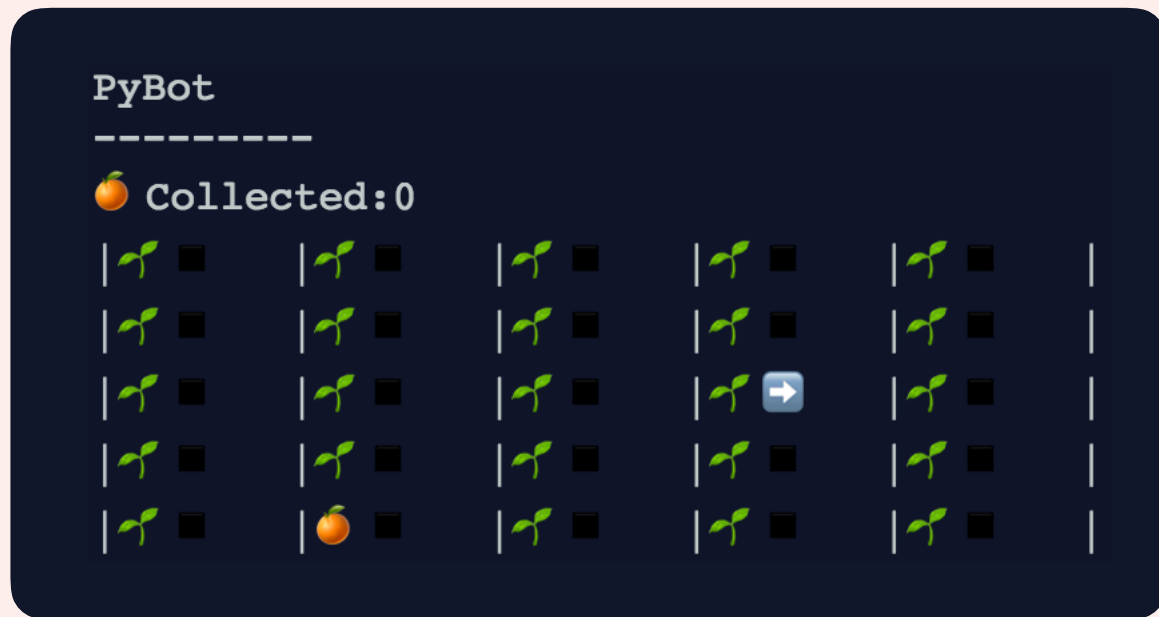 PyBot
---------
🍊 Collected:0
|🌱 ◾ |🌱 ◾ |🌱 ◾ |🌱 ◾ |🌱 ◾ |
|🌱 ◾ |🌱 ◾ |🌱 ◾ |🌱 ◾ |🌱 ◾ |
|🌱 ◾ |🌱 ◾ |🌱 ◾ |🌱 ➡️ |🌱 ◾ |
|🌱 ◾ |🌱 ◾ |🌱 ◾ |🌱 ◾ |🌱 ◾ |
|🌱 ◾ |🍊 ◾ |🌱 ◾ |🌱 ◾ |🌱 ◾ |